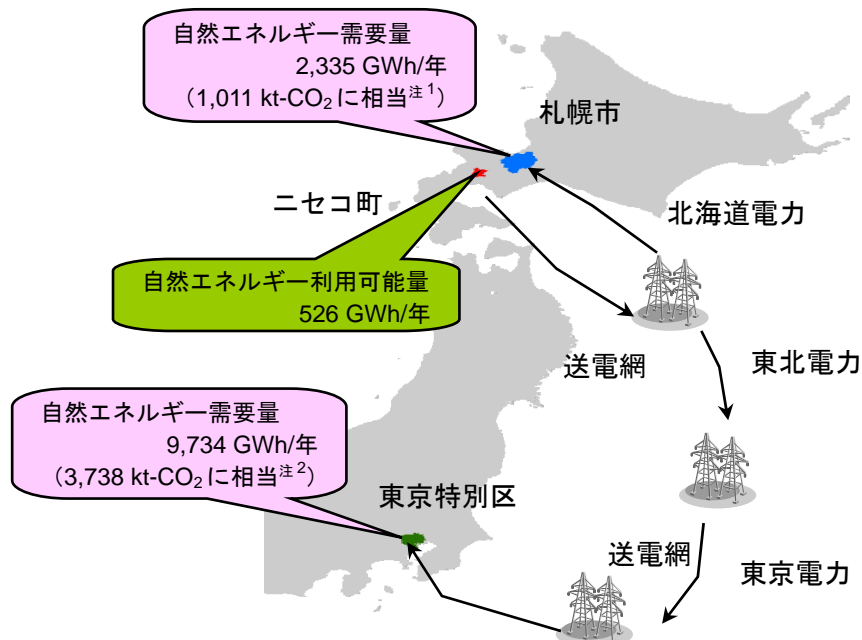 自然エネルギー需要量
2,335 GWh/年
（1,011 kt-CO₂に相当注1）
札幌市
ニセコ町
北海道電力
自然エネルギー利用可能量
526 GWh/年
送電網
東北電力
自然エネルギー需要量
9,734 GWh/年
（3,738 kt-CO₂に相当注2）
東京特別区
送電網
東京電力